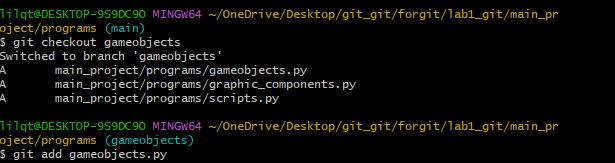 lilqt@DESKTOP-9S9DC9O MINGW64 ~/OneDrive/Desktop/git_git/forgit/lab1_git/main_pr
oject/programs (main)
$ git checkout gameobjects
Switched to branch 'gameobjects'
A       main_project/programs/gameobjects.py
A       main_project/programs/graphic_components.py
A       main_project/programs/scripts.py
lilqt@DESKTOP-9S9DC9O MINGW64 ~/OneDrive/Desktop/git_git/forgit/lab1_git/main_pr
oject/programs (gameobjects)
$ git add gameobjects.py